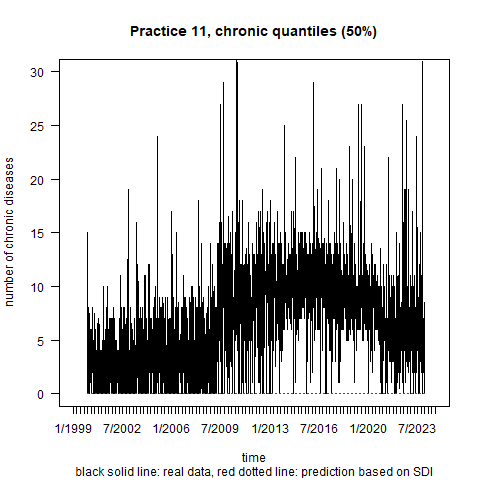 Practice 11, chronic quantiles (50%)
number of chronic diseases
30
25
20
15
10
5
0
1/1999 7/2002 1/2006 7/2009 1/2013 7/2016 1/2020 7/2023
time
black solid line: real data, red dotted line: prediction based on SDI